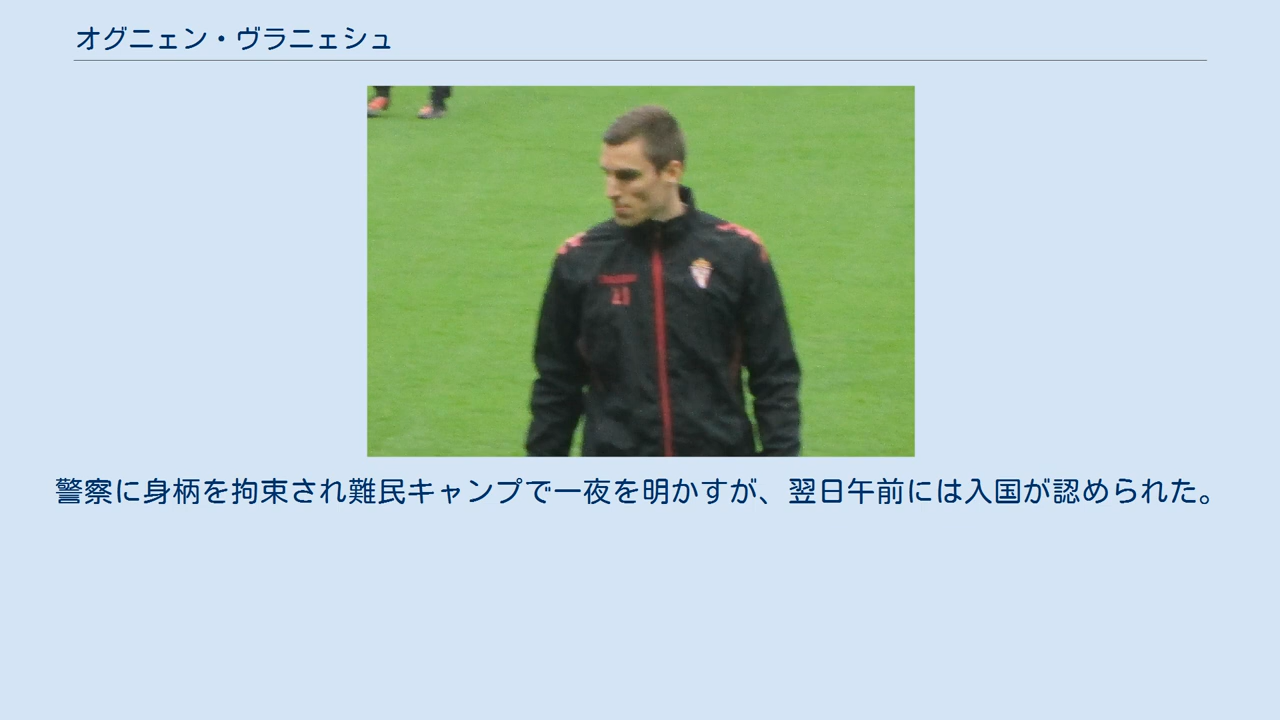 オグニェン・ヴラニェシュ
警察に身柄を拘束され難民キャンプで一夜を明かすが、翌日午前には入国が認められた。